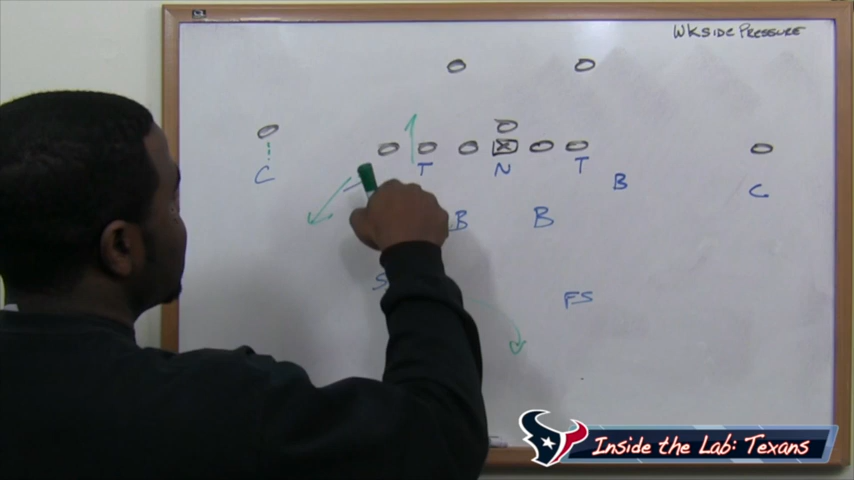 WKSIDE PRESSURE
C T N T B C
B B
S FS
Inside the Lab: Texans